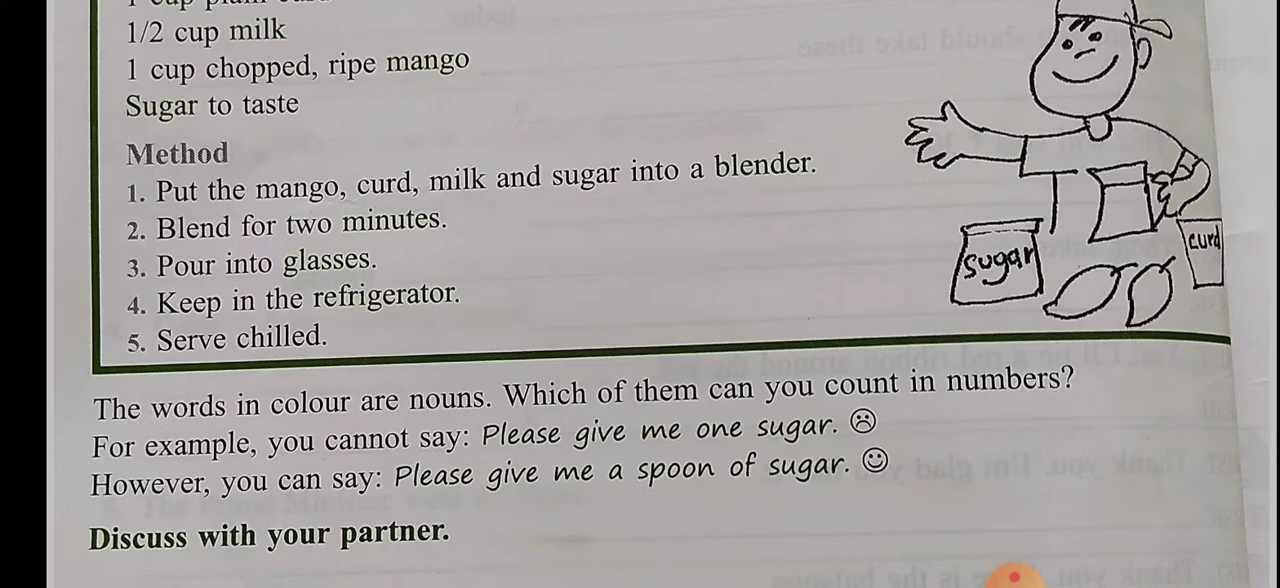 1/2 cup milk
1 cup chopped, ripe mango
Sugar to taste
Method
1. Put the mango, curd, milk and sugar into a blender.
2. Blend for two minutes.
3. Pour into glasses.
4. Keep in the refrigerator.
5. Serve chilled.
sugar
curd
The words in colour are nouns. Which of them can you count in numbers?
For example, you cannot say: Please give me one sugar. ☹
However, you can say: Please give me a spoon of sugar. ☺
Discuss with your partner.